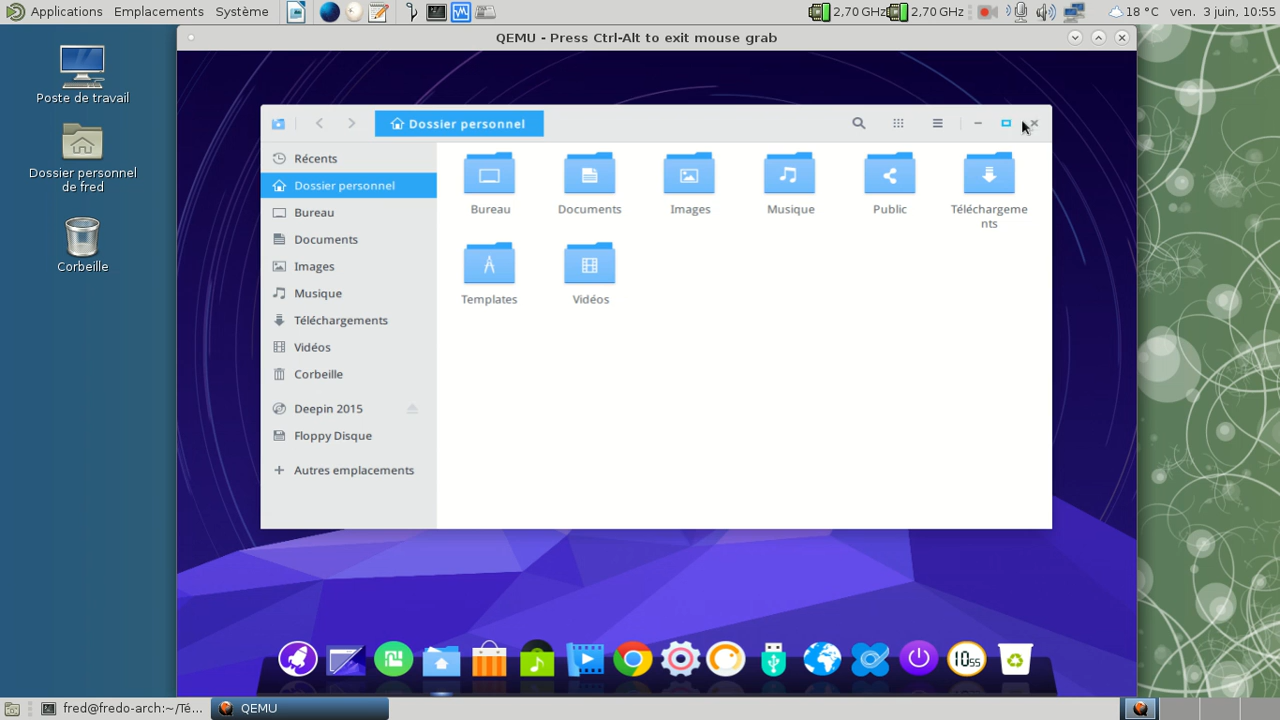 Applications Emplacements Système
2,70 GHz 2,70 GHz 18 °C ven. 3 juin, 10:55
Poste de travail
Dossier personnel
de fred
Corbeille
QEMU - Press Ctrl-Alt to exit mouse grab
Dossier personnel
Récents
Dossier personnel
Bureau
Documents
Images
Musique
Téléchargements
Vidéos
Corbeille
Deepin 2015
Floppy Disque
Autres emplacements
Bureau
Documents
Images
Musique
Public
Téléchargeme
nts
Templates
Vidéos
10 55
fred@fredo-arch:~/Té...
QEMU